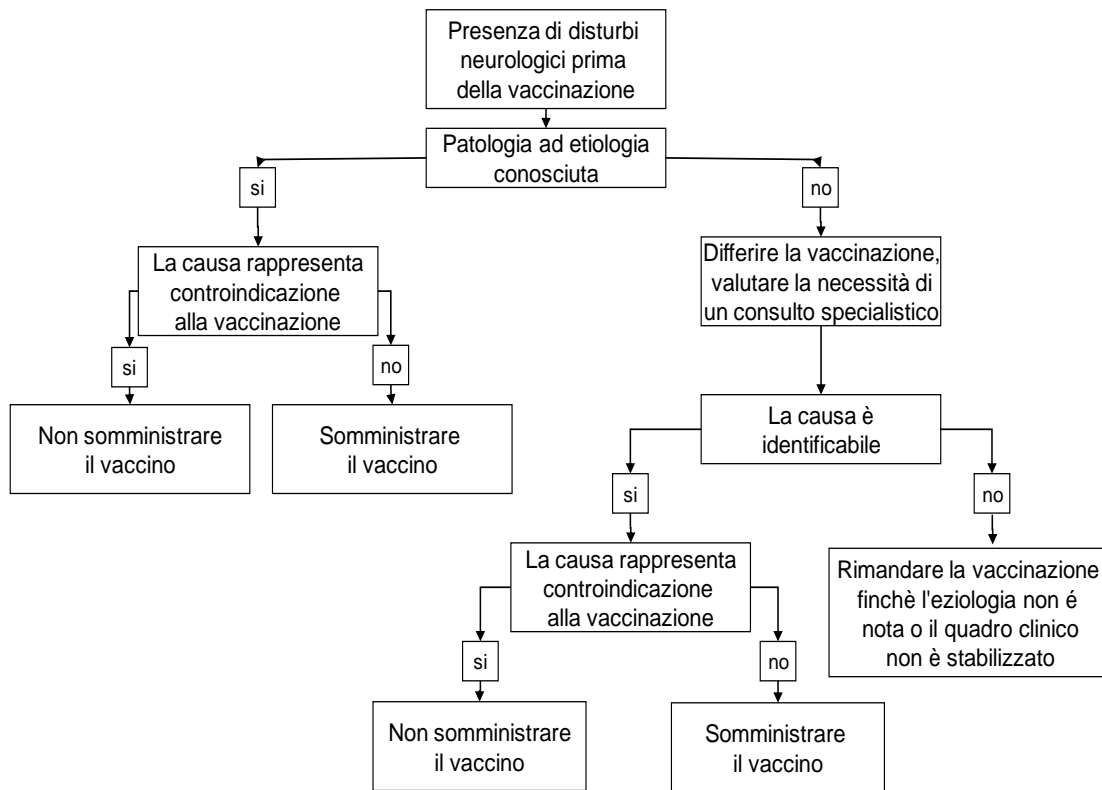 Presenza di disturbi
neurologici prima
della vaccinazione
Patologia ad etiologia
conosciuta
si
no
La causa rappresenta
controindicazione
alla vaccinazione
Differire la vaccinazione,
valutare la necessità di
un consulto specialistico
si
no
Non somministrare
il vaccino
Somministrare
il vaccino
La causa è
identificabile
si
no
La causa rappresenta
controindicazione
alla vaccinazione
Rimandare la vaccinazione
finchè l'eziologia non é
nota o il quadro clinico
non è stabilizzato
si
no
Non somministrare
il vaccino
Somministrare
il vaccino